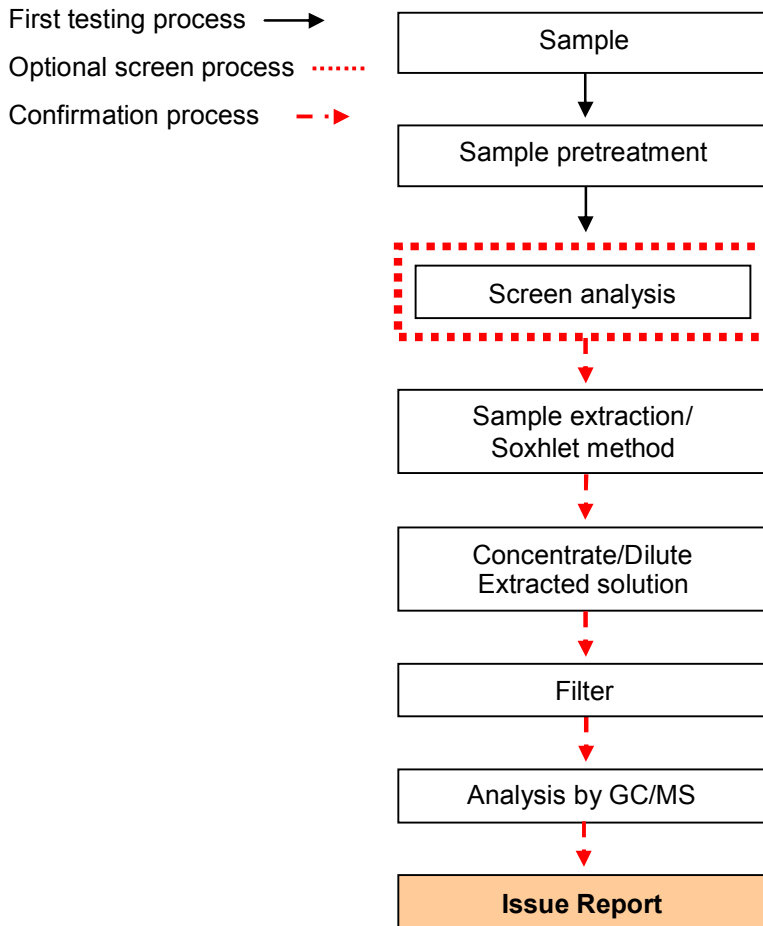 First testing process
Optional screen process
Confirmation process
Sample
Sample pretreatment
Screen analysis
Sample extraction/
Soxhlet method
Concentrate/Dilute
Extracted solution
Filter
Analysis by GC/MS
Issue Report